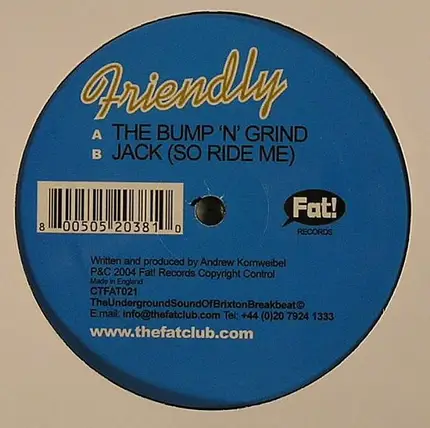 Friendly
A THE BUMP 'N' GRIND
B JACK (SO RIDE ME)
8 00505 20381 0
Fat!
RECORDS
Written and produced by Andrew Kornweibel
P&C 2004 Fat! Records Copyright Control
Made in England
CTFAT021
TheUndergroundSoundOfBrixtonBreakbeat©
E.mail: info@thefatclub.com Tel: +44 (0)20 7924 1333
www.thefatclub.com